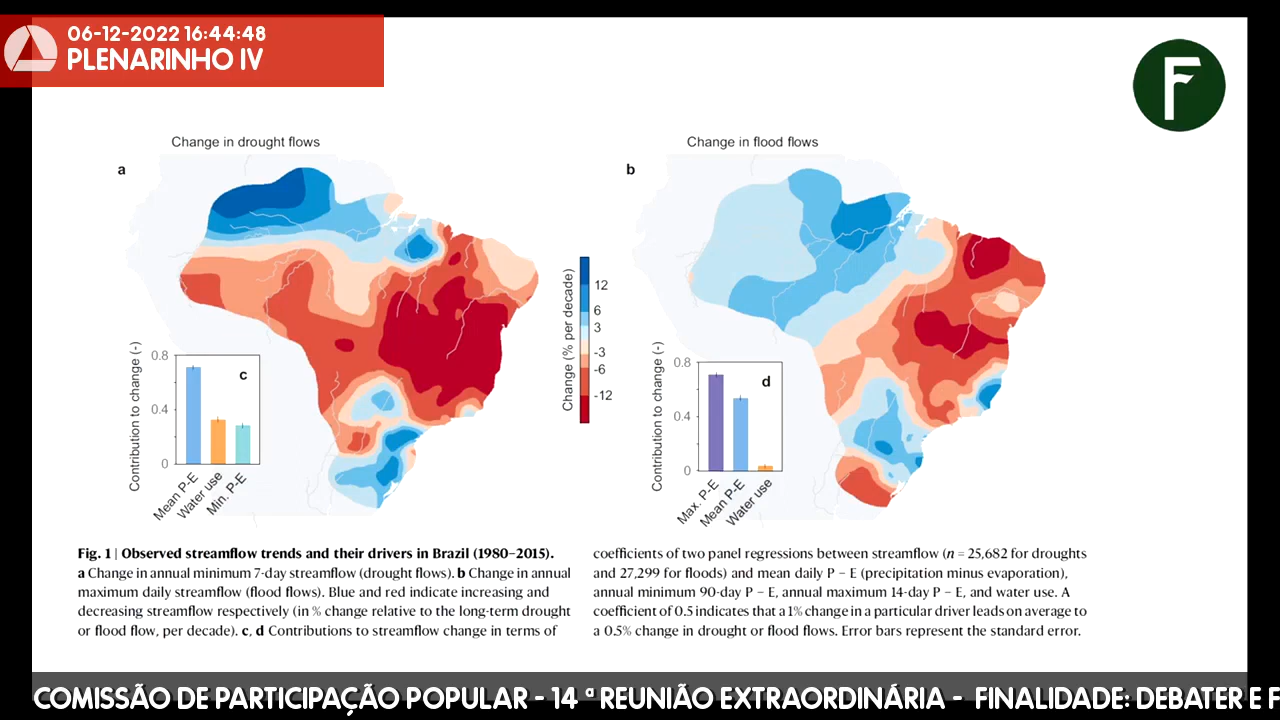 06-12-2022 16:44:48
PLENARINHO IV
F
Change in drought flows
a
Change in flood flows
b
Change (% per decade)
12
6
3
-3
-6
-12
Contribution to change (-)
0.8
0.4
0
c
Mean P-E
Water use
Min. P-E
Contribution to change (-)
0.8
0.4
0
d
Max. P-E
Mean P-E
Water use
Fig. 1 | Observed streamflow trends and their drivers in Brazil (1980–2015).
a Change in annual minimum 7-day streamflow (drought flows). b Change in annual
maximum daily streamflow (flood flows). Blue and red indicate increasing and
decreasing streamflow respectively (in % change relative to the long-term drought
or flood flow, per decade). c, d Contributions to streamflow change in terms of
coefficients of two panel regressions between streamflow (n = 25,682 for droughts
and 27,299 for floods) and mean daily P − E (precipitation minus evaporation),
annual minimum 90-day P − E, annual maximum 14-day P − E, and water use. A
coefficient of 0.5 indicates that a 1% change in a particular driver leads on average to
a 0.5% change in drought or flood flows. Error bars represent the standard error.
COMISSÃO DE PARTICIPAÇÃO POPULAR - 14 ª REUNIÃO EXTRAORDINÁRIA - FINALIDADE: DEBATER E F